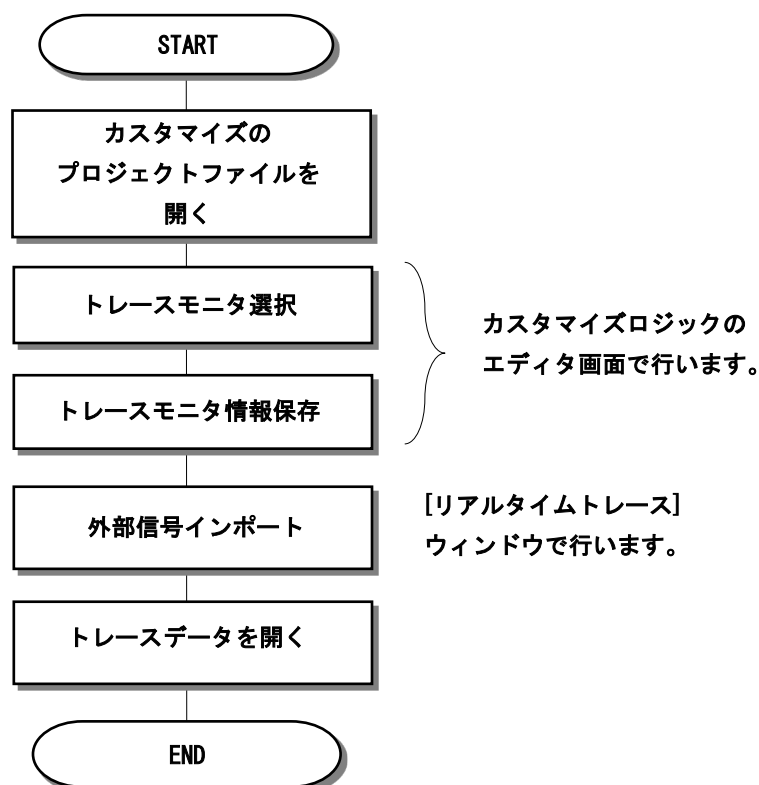 START
カスタマイズの
プロジェクトファイルを
開く
トレースモニタ選択
カスタマイズロジックの
エディタ画面で行います。
トレースモニタ情報保存
外部信号インポート
[リアルタイムトレース]
ウィンドウで行います。
トレースデータを開く
END